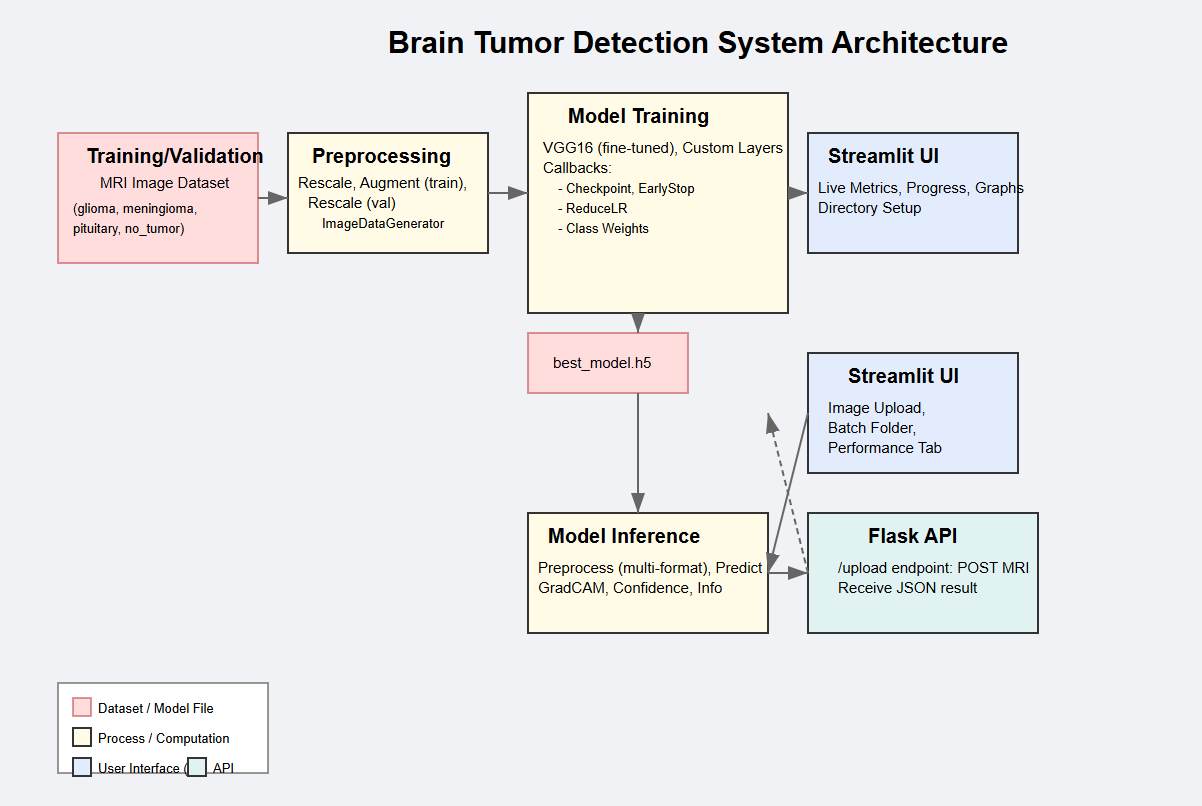 Brain Tumor Detection System Architecture
Training/Validation
MRI Image Dataset
(glioma, meningioma,
pituitary, no_tumor)
Preprocessing
Rescale, Augment (train),
Rescale (val)
ImageDataGenerator
Model Training
VGG16 (fine-tuned), Custom Layers
Callbacks:
- Checkpoint, EarlyStop
- ReduceLR
- Class Weights
Streamlit UI
Live Metrics, Progress, Graphs
Directory Setup
best_model.h5
Streamlit UI
Image Upload,
Batch Folder,
Performance Tab
Model Inference
Preprocess (multi-format), Predict
GradCAM, Confidence, Info
Flask API
/upload endpoint: POST MRI
Receive JSON result
Dataset / Model File
Process / Computation
User Interface (
API